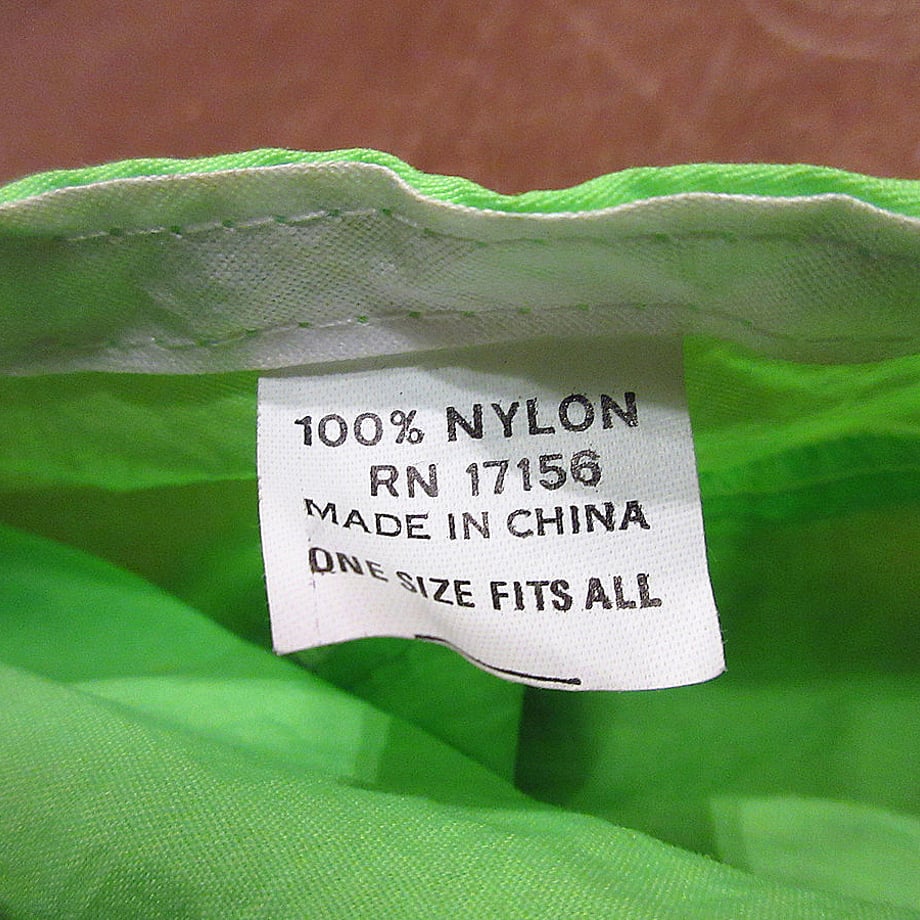 100% NYLON
RN 17156
MADE IN CHINA
ONE SIZE FITS ALL